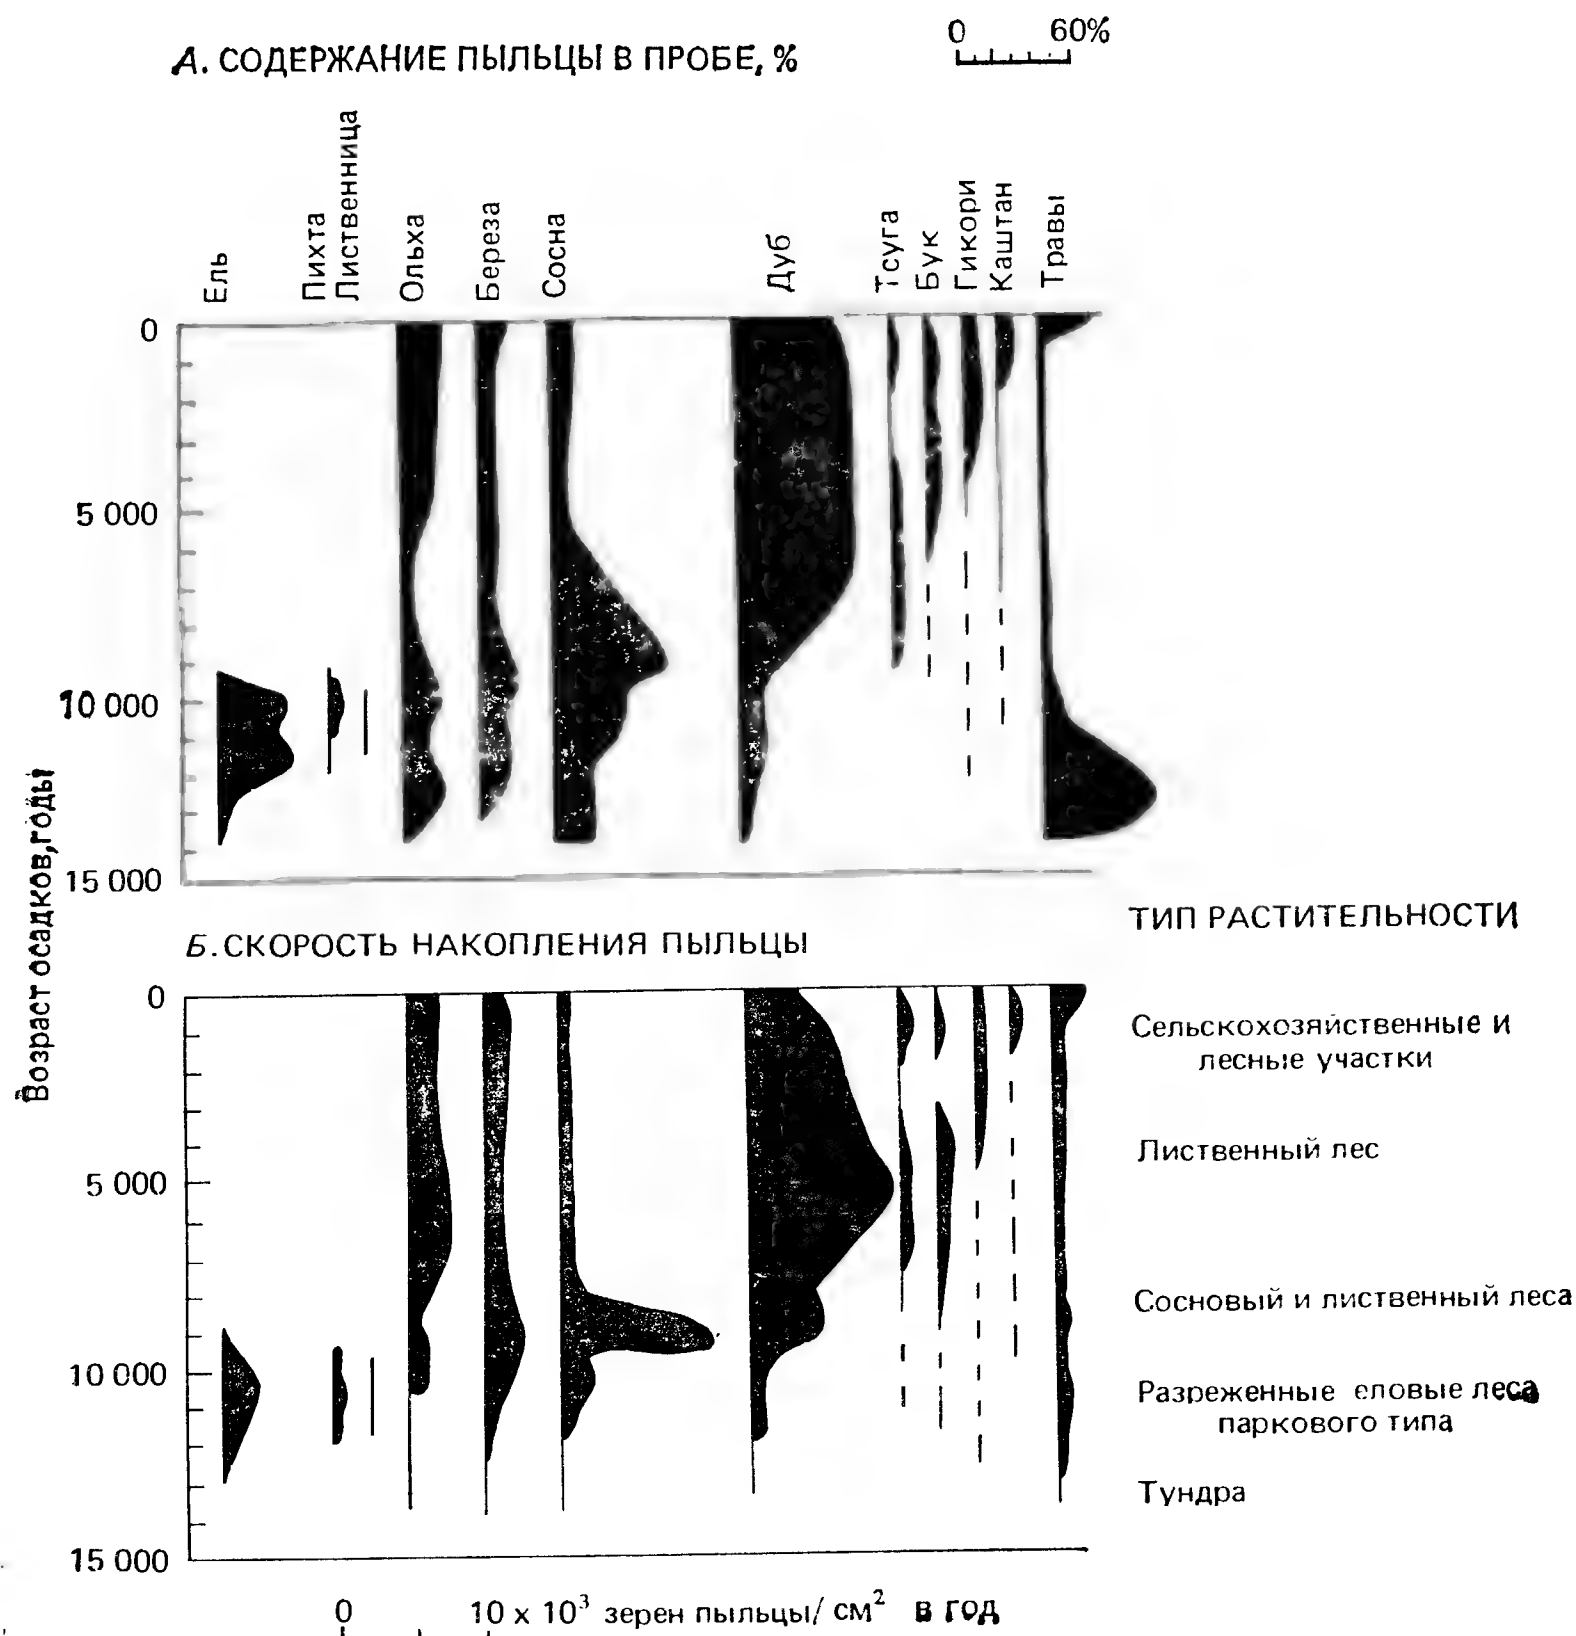 0 60%
А. СОДЕРЖАНИЕ ПЫЛЬЦЫ В ПРОБЕ, %
Ель
Пихта
Лиственница
Ольха
Береза
Сосна
Дуб
Тсуга
Бук
Гикори
Каштан
Травы
0
5 000
10 000
15 000
Возраст осадков, годы
ТИП РАСТИТЕЛЬНОСТИ
Б. СКОРОСТЬ НАКОПЛЕНИЯ ПЫЛЬЦЫ
0
5 000
10 000
15 000
Сельскохозяйственные и
лесные участки
Лиственный лес
Сосновый и лиственный леса
Разреженные еловые леса
паркового типа
Тундра
0 10 x 10³ зерен пыльцы/см² в год